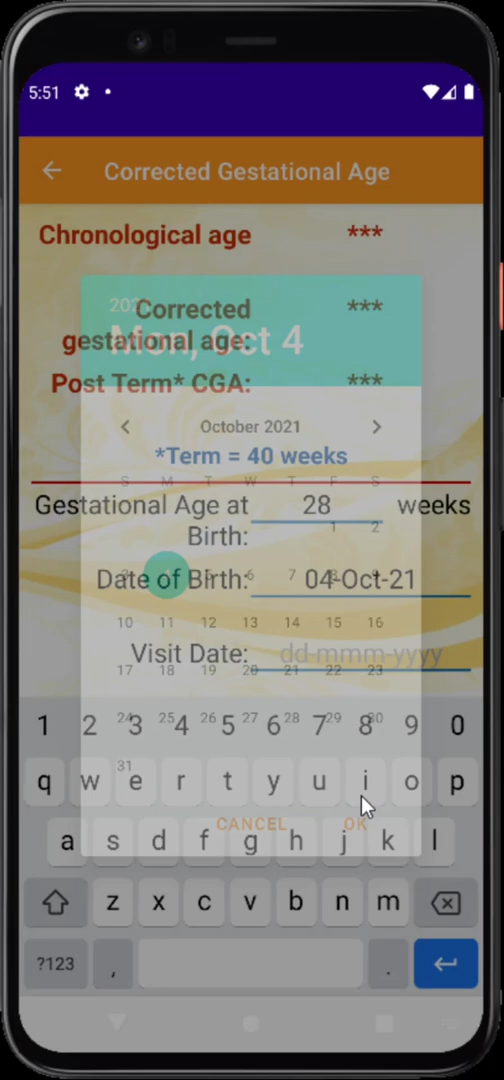 5:51
Corrected Gestational Age
Chronological age ***
Corrected gestational age: ***
Mon, Oct 4
Post Term* CGA: ***
October 2021
*Term = 40 weeks
S M T W T F S
Gestational Age at Birth: 28 weeks
1 2
Date of Birth: 04-Oct-21
3 4 5 6 7 8 9
10 11 12 13 14 15 16
Visit Date: dd-mmm-yyyy
17 18 19 20 21 22 23
24 25 26 27 28 29 30
31
CANCEL OK
1 2 3 4 5 6 7 8 9 0
q w e r t y u i o p
a s d f g h j k l
z x c v b n m
?123 , .